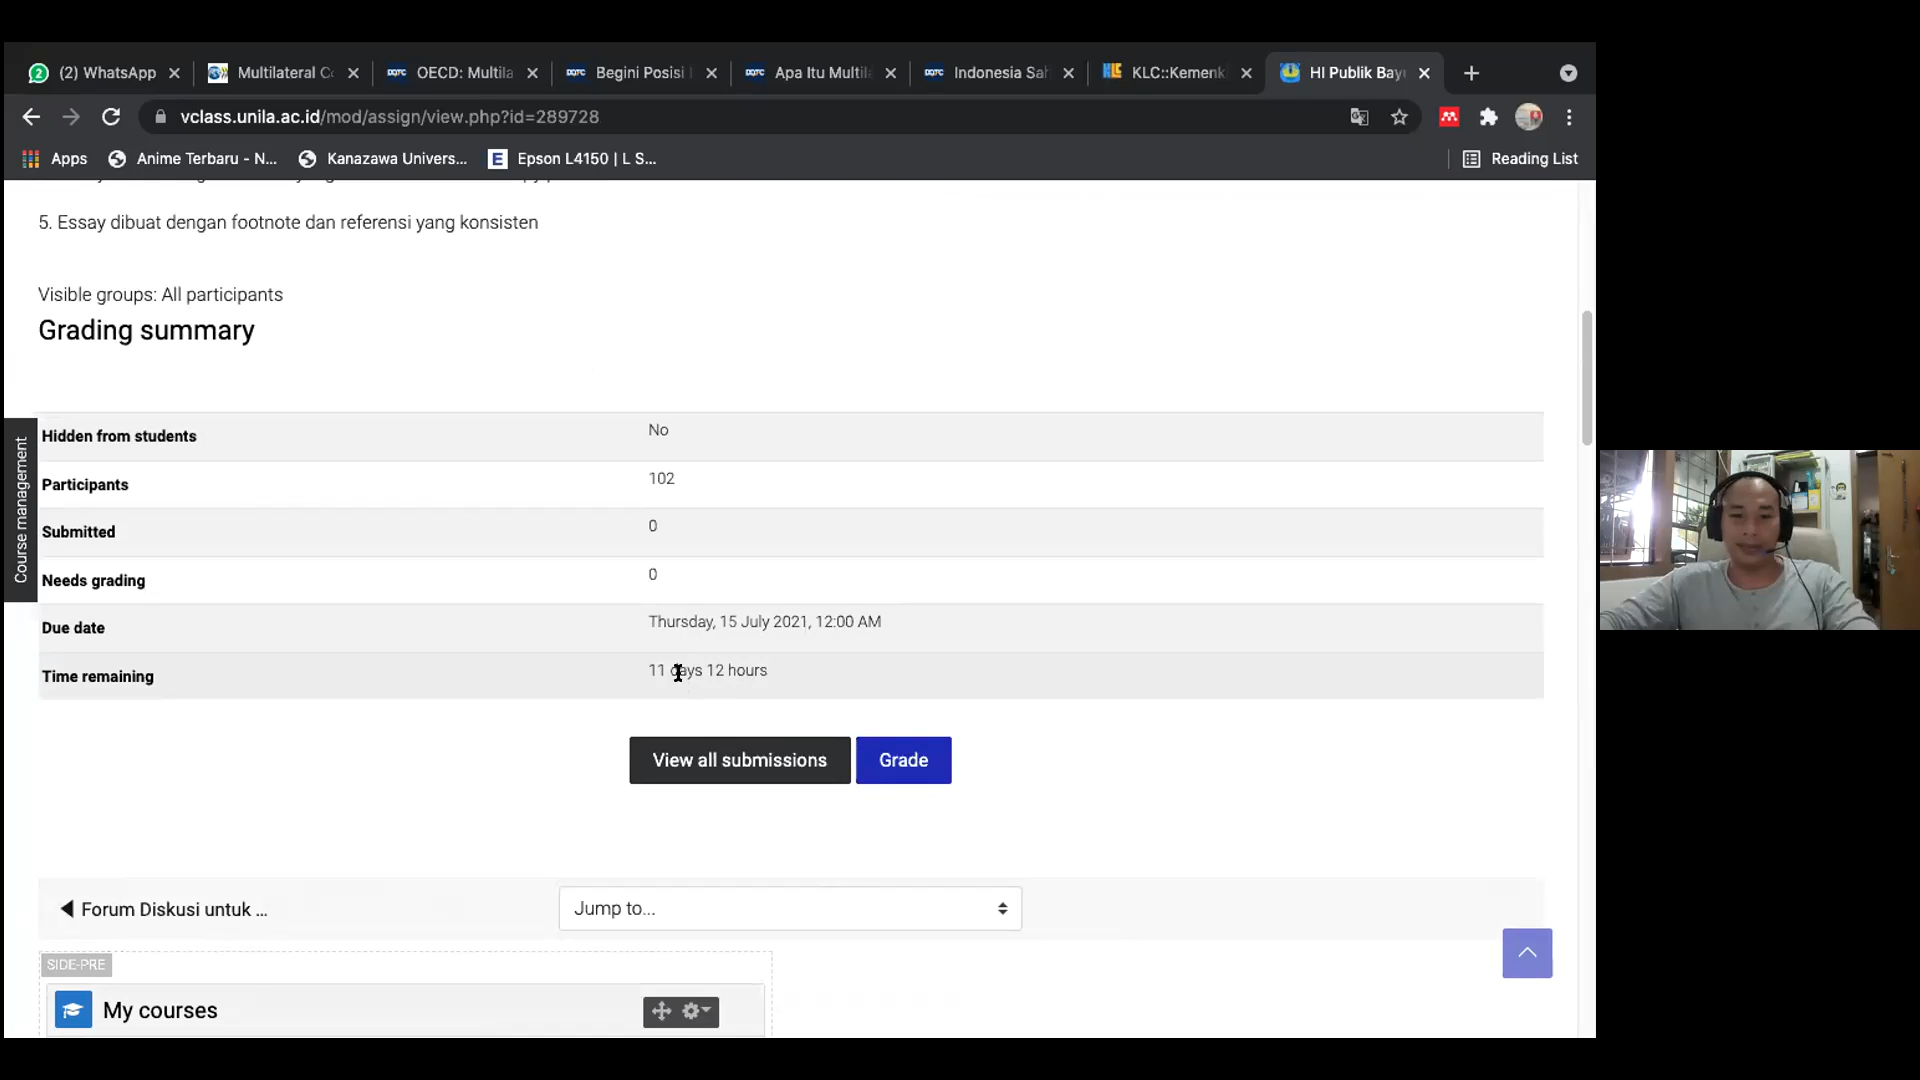 (2) WhatsApp
Multilateral Co
OECD: Multila
Begini Posisi
Apa Itu Multila
Indonesia Sah
KLC::Kemenk
HI Publik Bayu
vclass.unila.ac.id/mod/assign/view.php?id=289728
Apps
Anime Terbaru - N...
Kanazawa Univers...
Epson L4150 | L S...
Reading List
5. Essay dibuat dengan footnote dan referensi yang konsisten
Visible groups: All participants
Grading summary
Course management
Hidden from students No
Participants 102
Submitted 0
Needs grading 0
Due date Thursday, 15 July 2021, 12:00 AM
Time remaining 11 days 12 hours
View all submissions Grade
Forum Diskusi untuk ...
Jump to...
SIDE-PRE
My courses